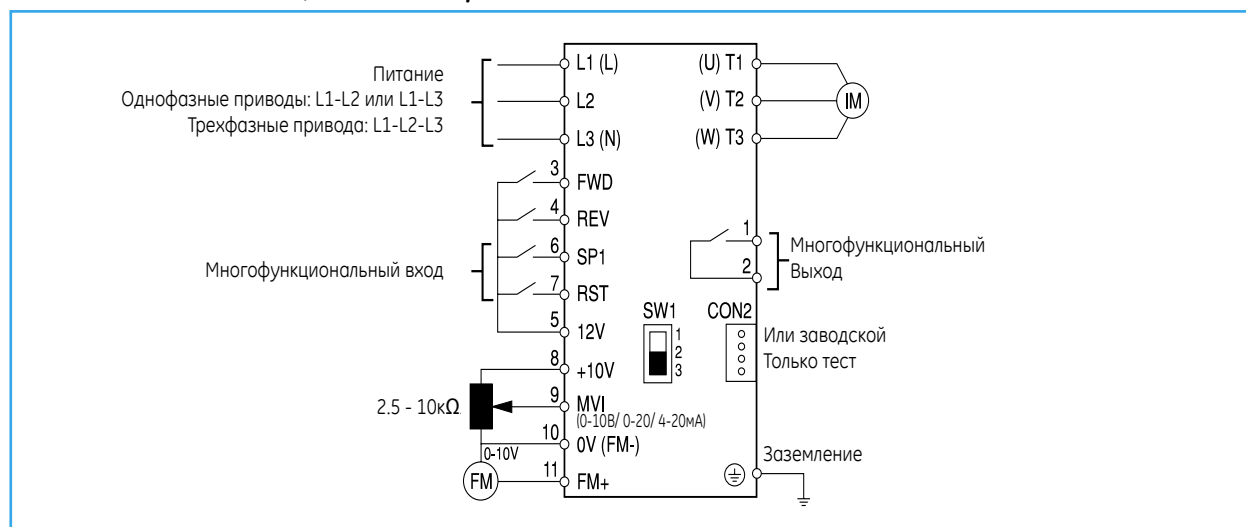 Питание
Однофазные приводы: L1-L2 или L1-L3
Трехфазные привода: L1-L2-L3
L1 (L)
L2
L3 (N)
(U) T1
(V) T2
(W) T3
IM
3 FWD
4 REV
6 SP1
7 RST
5 12V
Многофункциональный вход
1
2
Многофункциональный
Выход
SW1
1
2
3
CON2
Или заводской
Только тест
8 +10V
9 MVI
(0-10В/ 0-20/ 4-20мА)
10 0V (FM-)
11 FM+
2.5 - 10кΩ
0-10V
FM
Заземление